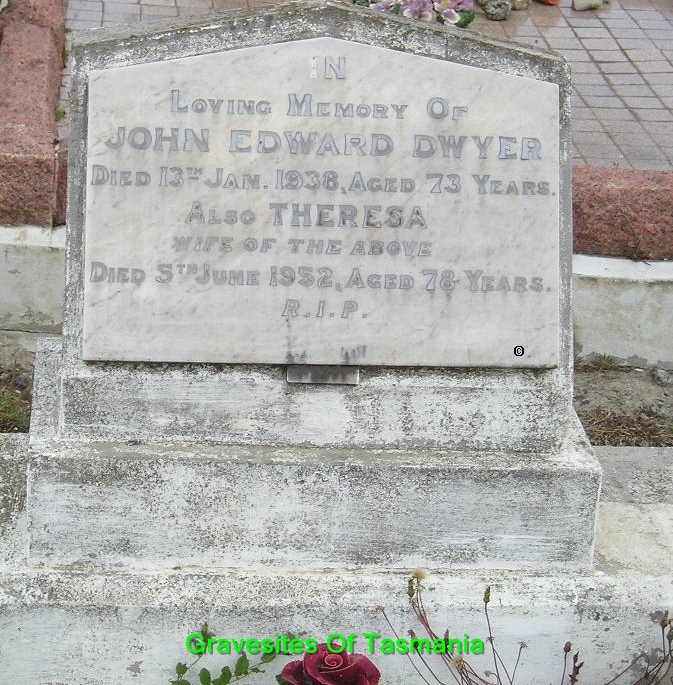 IN
LOVING MEMORY OF
JOHN EDWARD DWYER
DIED 13TH JAN. 1938, AGED 73 YEARS.
ALSO THERESA
WIFE OF THE ABOVE
DIED 5TH JUNE 1952, AGED 78 YEARS.
R.I.P.
©
Gravesites Of Tasmania